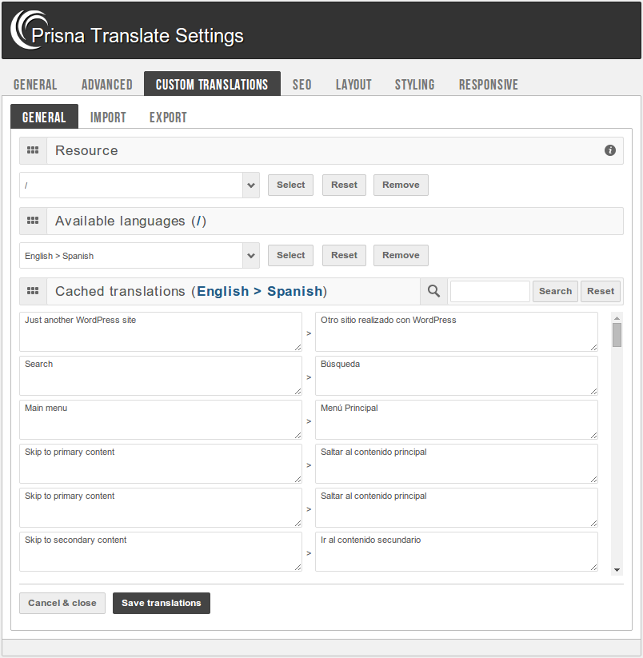 Prisna Translate Settings
GENERAL ADVANCED CUSTOM TRANSLATIONS SEO LAYOUT STYLING RESPONSIVE
GENERAL IMPORT EXPORT
Resource
/ Select Reset Remove
Available languages (/)
English > Spanish Select Reset Remove
Cached translations (English > Spanish) Search Reset
Just another WordPress site > Otro sitio realizado con WordPress
Search > Búsqueda
Main menu > Menú Principal
Skip to primary content > Saltar al contenido principal
Skip to primary content > Saltar al contenido principal
Skip to secondary content > Ir al contenido secundario
Cancel & close Save translations